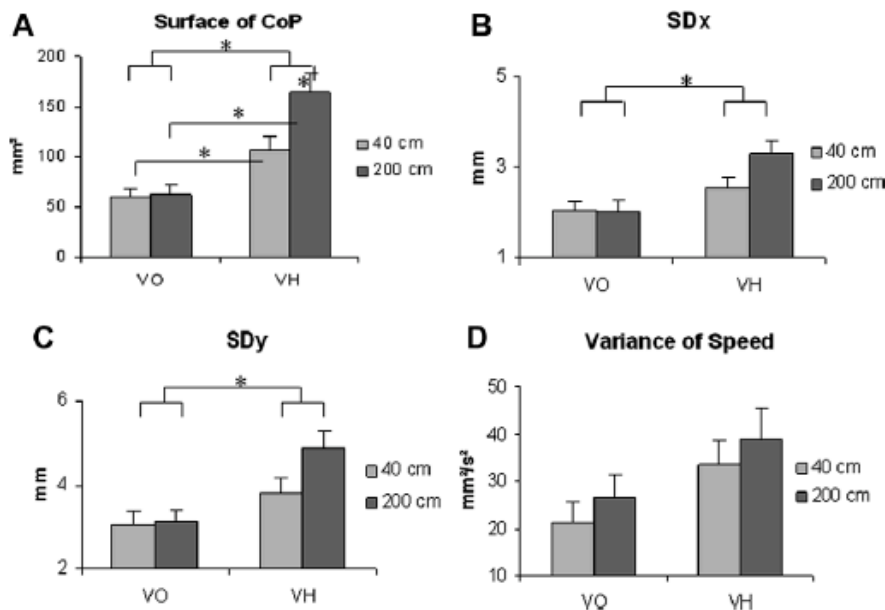 A
Surface of CoP
200
150
100
50
0
mm²
*
*
*
*
40 cm
200 cm
VO
VH
B
SDx
5
3
1
mm
*
40 cm
200 cm
VO
VH
C
SDy
6
4
2
mm
*
40 cm
200 cm
VO
VH
D
Variance of Speed
50
40
30
20
10
mm²/s²
40 cm
200 cm
VO
VH